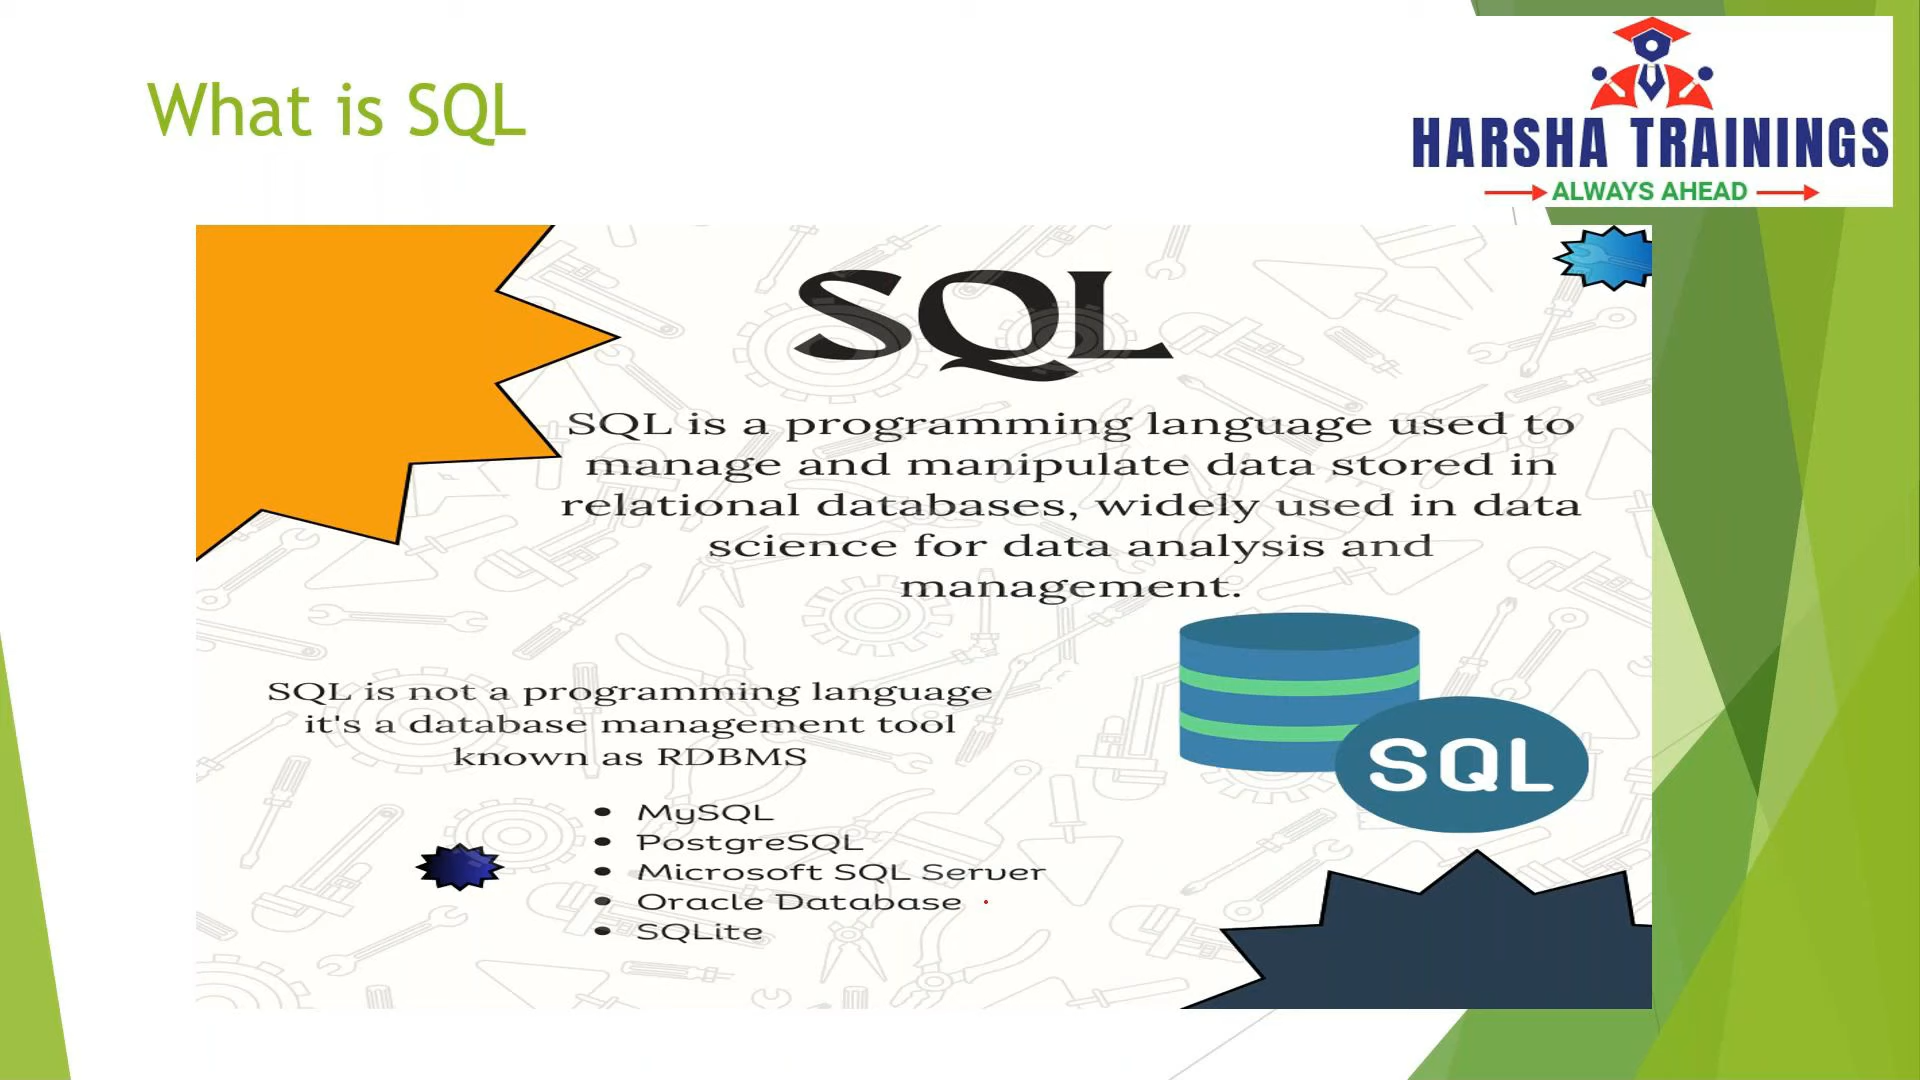 What is SQL
HARSHA TRAININGS
ALWAYS AHEAD
SQL
SQL is a programming language used to
manage and manipulate data stored in
relational databases, widely used in data
science for data analysis and
management.
SQL is not a programming language
it's a database management tool
known as RDBMS
• MySQL
• PostgreSQL
• Microsoft SQL Server
• Oracle Database
• SQLite
SQL